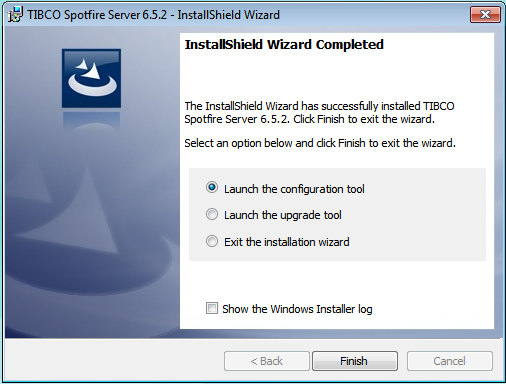 TIBCO Spotfire Server 6.5.2 - InstallShield Wizard
InstallShield Wizard Completed
The InstallShield Wizard has successfully installed TIBCO
Spotfire Server 6.5.2. Click Finish to exit the wizard.
Select an option below and click Finish to exit the wizard.
Launch the configuration tool
Launch the upgrade tool
Exit the installation wizard
Show the Windows Installer log
< Back
Finish
Cancel